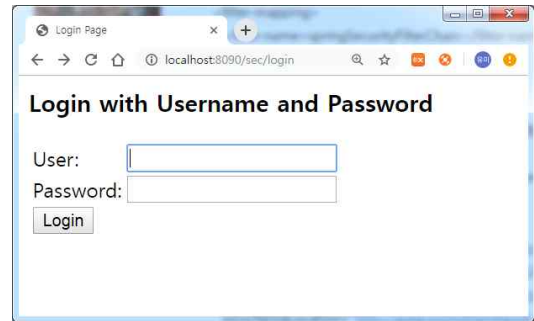 Login Page
localhost:8090/sec/login
Login with Username and Password
User:
Password:
Login